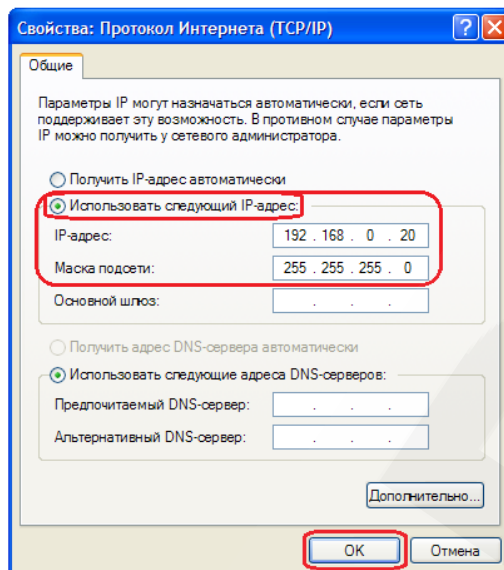 Свойства: Протокол Интернета (TCP/IP)
Общие
Параметры IP могут назначаться автоматически, если сеть
поддерживает эту возможность. В противном случае параметры
IP можно получить у сетевого администратора.
Получить IP-адрес автоматически
Использовать следующий IP-адрес:
IP-адрес: 192 . 168 . 0 . 20
Маска подсети: 255 . 255 . 255 . 0
Основной шлюз: . . .
Получить адрес DNS-сервера автоматически
Использовать следующие адреса DNS-серверов:
Предпочитаемый DNS-сервер: . . .
Альтернативный DNS-сервер: . . .
Дополнительно...
OK Отмена